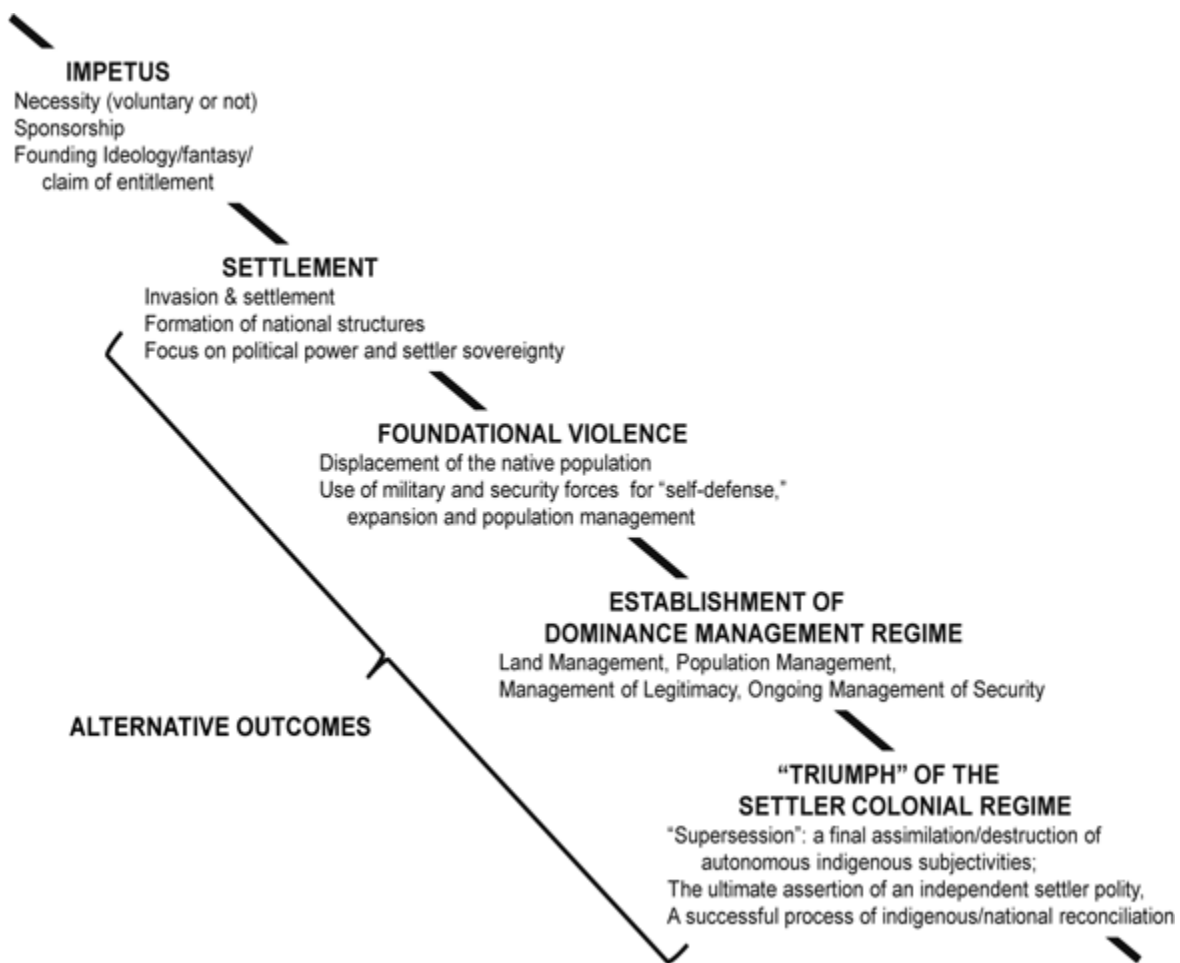 IMPETUS
Necessity (voluntary or not)
Sponsorship
Founding Ideology/fantasy/
claim of entitlement
SETTLEMENT
Invasion & settlement
Formation of national structures
Focus on political power and settler sovereignty
FOUNDATIONAL VIOLENCE
Displacement of the native population
Use of military and security forces for “self-defense,”
expansion and population management
ESTABLISHMENT OF
DOMINANCE MANAGEMENT REGIME
Land Management, Population Management,
Management of Legitimacy, Ongoing Management of Security
ALTERNATIVE OUTCOMES
“TRIUMPH” OF THE
SETTLER COLONIAL REGIME
“Supersession”: a final assimilation/destruction of
autonomous indigenous subjectivities;
The ultimate assertion of an independent settler polity,
A successful process of indigenous/national reconciliation